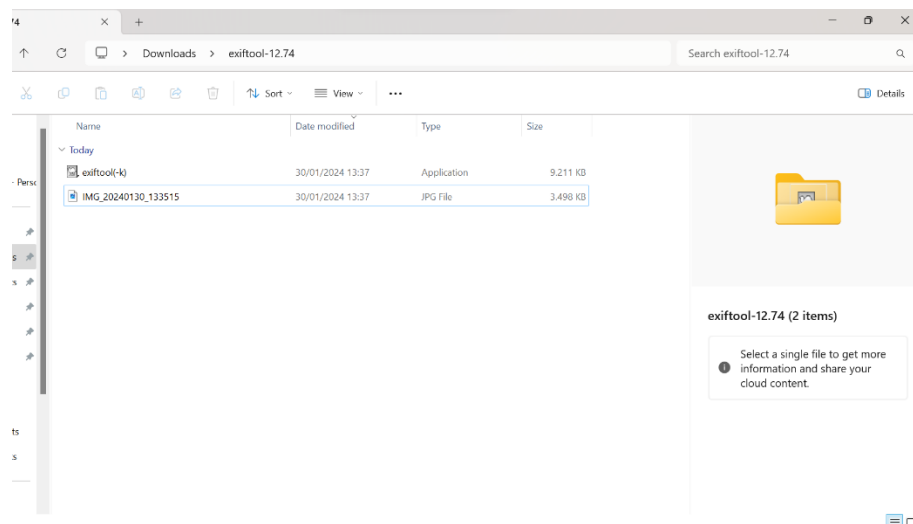 '4
Downloads > exiftool-12.74
Search exiftool-12.74
Sort
View
Details
Name Date modified Type Size
Today
exiftool(-k) 30/01/2024 13:37 Application 9.211 KB
IMG_20240130_133515 30/01/2024 13:37 JPG File 3.498 KB
- Persc
s
s
ts
s
exiftool-12.74 (2 items)
Select a single file to get more
information and share your
cloud content.